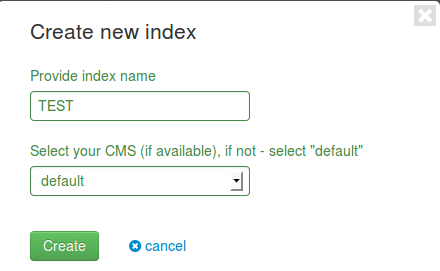 Create new index
Provide index name
TEST
Select your CMS (if available), if not - select "default"
default
Create cancel